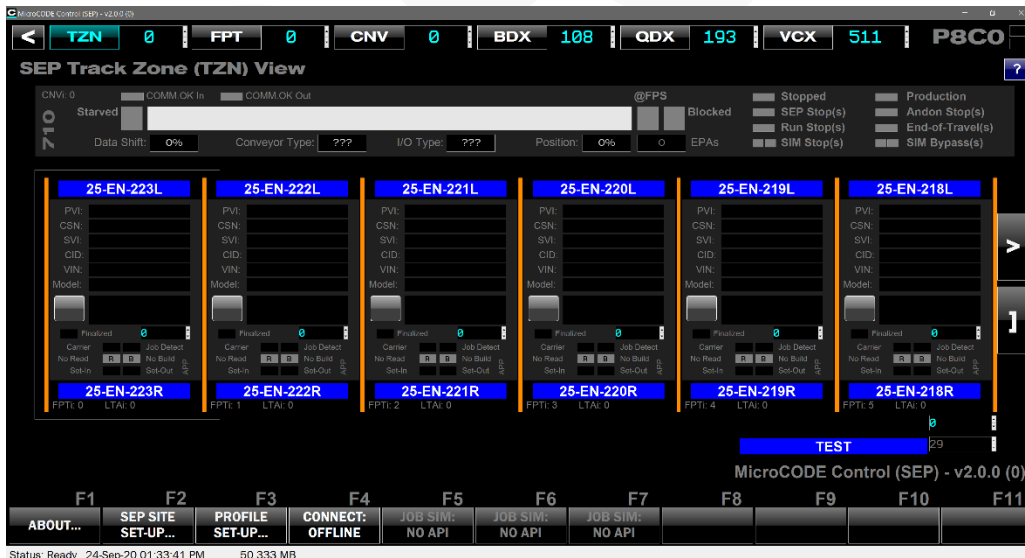 MicroCODE Control (SEP) - v2.0.0 (0)
< TZN 0 FPT 0 CNV 0 BDX 108 QDX 193 VCX 511 P8C0
SEP Track Zone (TZN) View ?
CNVi: 0 COMM.OK In COMM.OK Out @FPS Stopped Production
710 Starved Blocked SEP Stop(s) Andon Stop(s)
Run Stop(s) End-of-Travel(s)
Data Shift: 0% Conveyor Type: ??? I/O Type: ??? Position: 0% 0 EPAs SIM Stop(s) SIM Bypass(s)
25-EN-223L 25-EN-222L 25-EN-221L 25-EN-220L 25-EN-219L 25-EN-218L
PVI: PVI: PVI: PVI: PVI: PVI:
CSN: CSN: CSN: CSN: CSN: CSN:
SVI: SVI: SVI: SVI: SVI: SVI:
CID: CID: CID: CID: CID: CID:
VIN: VIN: VIN: VIN: VIN: VIN:
Model: Model: Model: Model: Model: Model:
>
]
Finalized 0 Finalized 0 Finalized 0 Finalized 0 Finalized 0 Finalized 0
Carrier Job Detect Carrier Job Detect Carrier Job Detect Carrier Job Detect Carrier Job Detect Carrier Job Detect
No Read R B No Build No Read R B No Build No Read R B No Build No Read R B No Build No Read R B No Build No Read R B No Build
Set-In Set-Out APP Set-In Set-Out APP Set-In Set-Out APP Set-In Set-Out APP Set-In Set-Out APP Set-In Set-Out APP
25-EN-223R 25-EN-222R 25-EN-221R 25-EN-220R 25-EN-219R 25-EN-218R
FPTi: 0 LTAi: 0 FPTi: 1 LTAi: 0 FPTi: 2 LTAi: 0 FPTi: 3 LTAi: 0 FPTi: 4 LTAi: 0 FPTi: 5 LTAi: 0
0
TEST 29
MicroCODE Control (SEP) - v2.0.0 (0)
F1 F2 F3 F4 F5 F6 F7 F8 F9 F10 F11
ABOUT... SEP SITE PROFILE CONNECT: JOB SIM: JOB SIM: JOB SIM:
SET-UP... SET-UP... OFFLINE NO API NO API NO API
Status: Ready 24-Sep-20 01:33:41 PM 50.333 MB